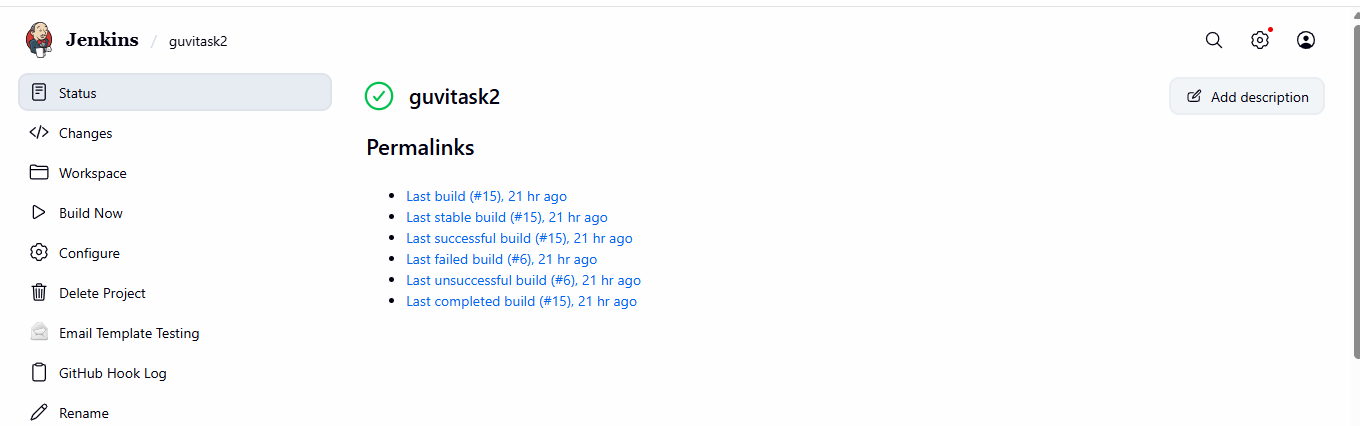 Jenkins / guvitask2
Status
Changes
Workspace
Build Now
Configure
Delete Project
Email Template Testing
GitHub Hook Log
Rename
guvitask2
Add description
Permalinks
Last build (#15), 21 hr ago
Last stable build (#15), 21 hr ago
Last successful build (#15), 21 hr ago
Last failed build (#6), 21 hr ago
Last unsuccessful build (#6), 21 hr ago
Last completed build (#15), 21 hr ago